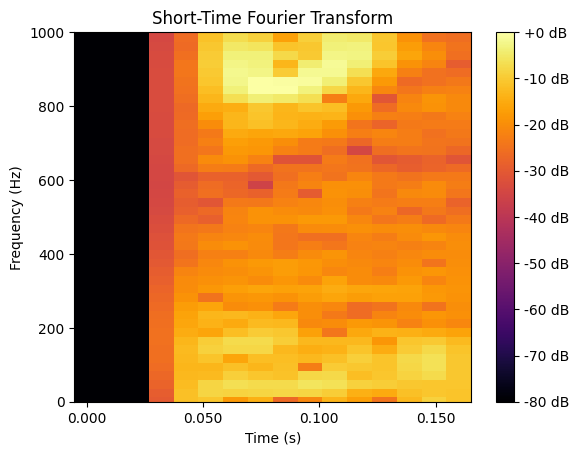 Short-Time Fourier Transform
1000
800
600
400
200
0
Frequency (Hz)
0.000
0.050
0.100
0.150
Time (s)
+0 dB
-10 dB
-20 dB
-30 dB
-40 dB
-50 dB
-60 dB
-70 dB
-80 dB